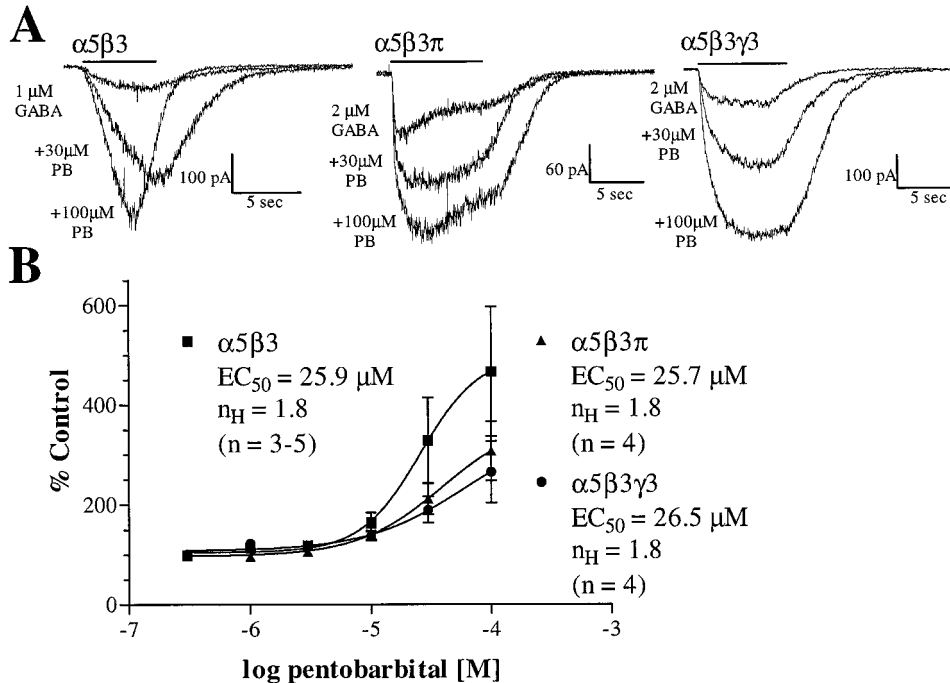 A
α5β3
1 μM
GABA
+30μM
PB
+100μM
PB
100 pA
5 sec
α5β3π
2 μM
GABA
+30μM
PB
+100μM
PB
60 pA
5 sec
α5β3γ3
2 μM
GABA
+30μM
PB
+100μM
PB
100 pA
5 sec
B
% Control
600
400
200
0
α5β3
EC50 = 25.9 μM
nH = 1.8
(n = 3-5)
α5β3π
EC50 = 25.7 μM
nH = 1.8
(n = 4)
α5β3γ3
EC50 = 26.5 μM
nH = 1.8
(n = 4)
-7 -6 -5 -4 -3
log pentobarbital [M]